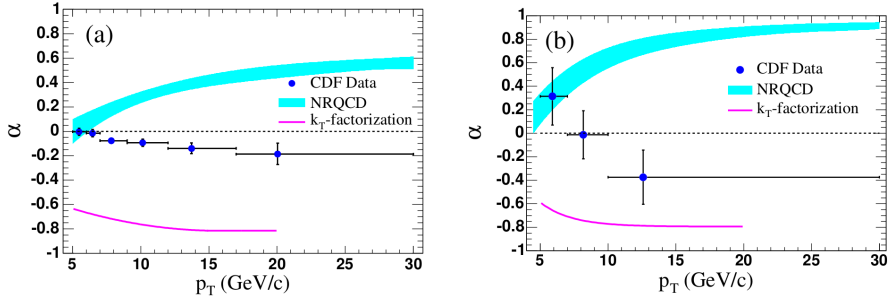 (a)
1
0.8
0.6
0.4
0.2
0
-0.2
-0.4
-0.6
-0.8
-1
α
CDF Data
NRQCD
k_T-factorization
5 10 15 20 25 30
p_T (GeV/c)
(b)
1
0.8
0.6
0.4
0.2
0
-0.2
-0.4
-0.6
-0.8
-1
α
CDF Data
NRQCD
k_T-factorization
5 10 15 20 25 30
p_T (GeV/c)